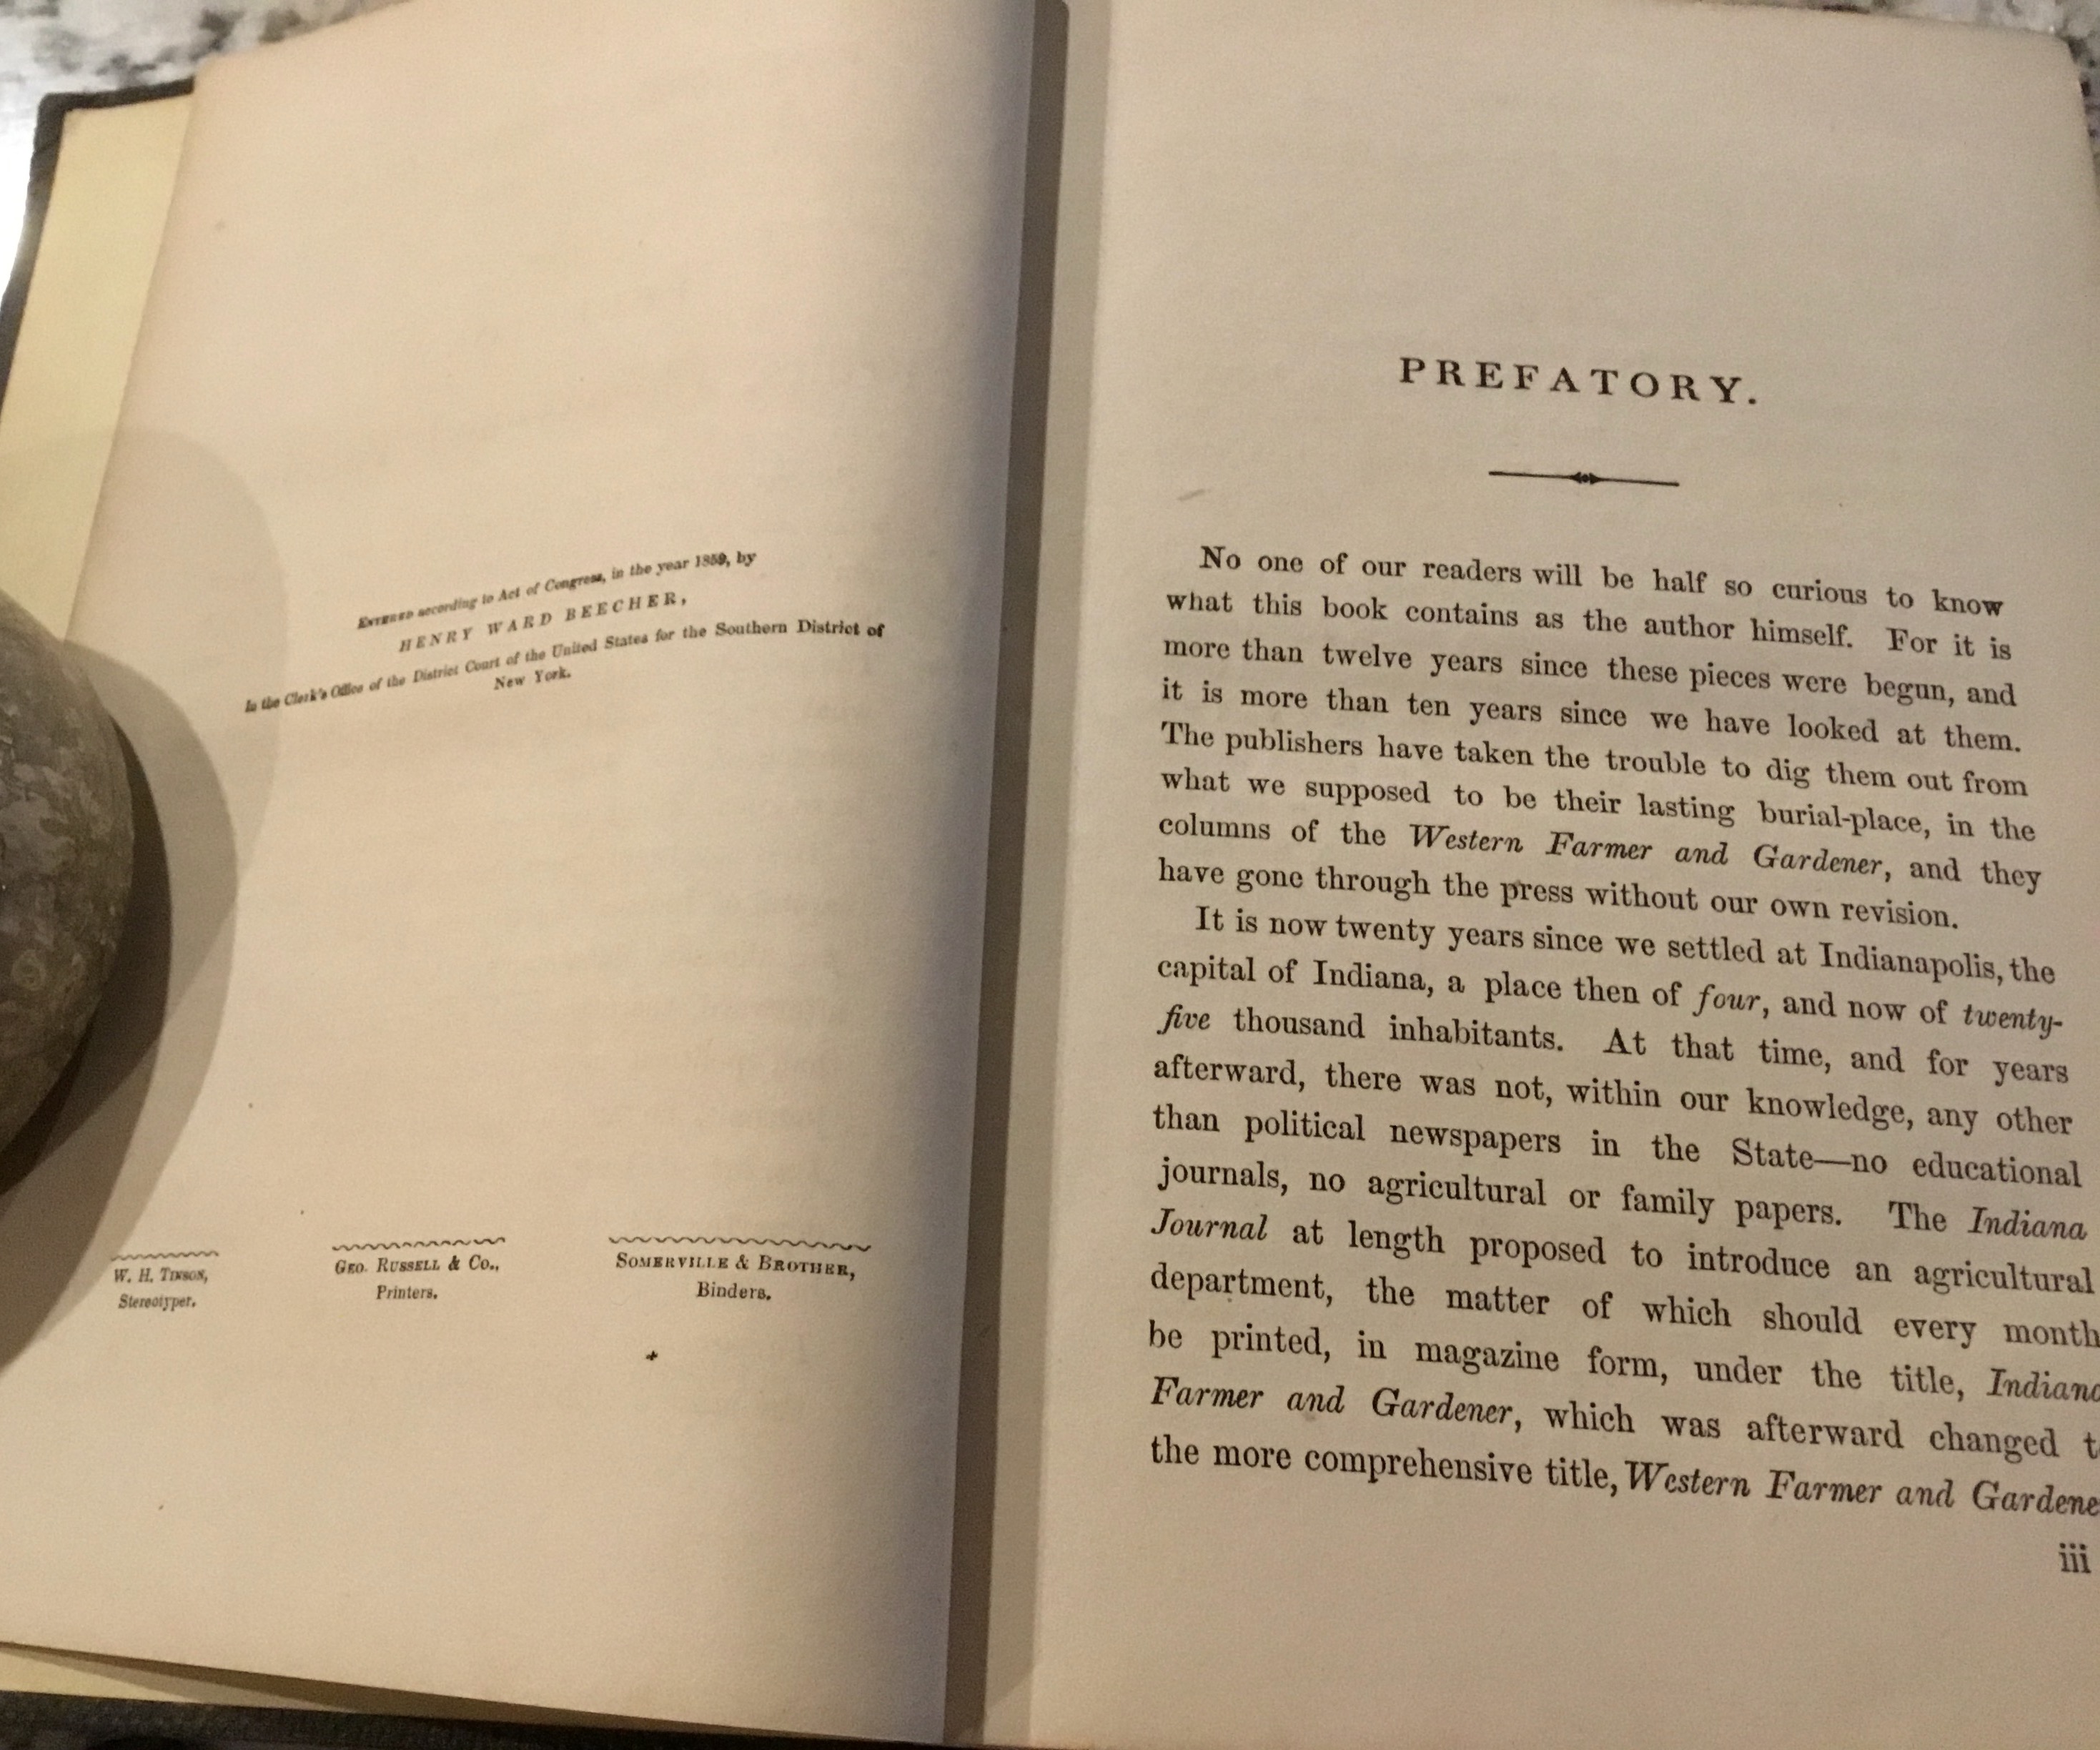 ENTERED according to Act of Congress, in the year 1859, by
HENRY WARD BEECHER,
In the Clerk's Office of the District Court of the United States for the Southern District of
New York.
W. H. TINSON,
Stereotyper.
GEO. RUSSELL & CO.,
Printers.
SOMERVILLE & BROTHER,
Binders.
PREFATORY.
No one of our readers will be half so curious to know
what this book contains as the author himself. For it is
more than twelve years since these pieces were begun, and
it is more than ten years since we have looked at them.
The publishers have taken the trouble to dig them out from
what we supposed to be their lasting burial-place, in the
columns of the Western Farmer and Gardener, and they
have gone through the press without our own revision.
It is now twenty years since we settled at Indianapolis, the
capital of Indiana, a place then of four, and now of twenty-
five thousand inhabitants. At that time, and for years
afterward, there was not, within our knowledge, any other
than political newspapers in the State—no educational
journals, no agricultural or family papers. The Indiana
Journal at length proposed to introduce an agricultural
department, the matter of which should every month
be printed, in magazine form, under the title, Indiana
Farmer and Gardener, which was afterward changed t
the more comprehensive title, Western Farmer and Gardene
iii